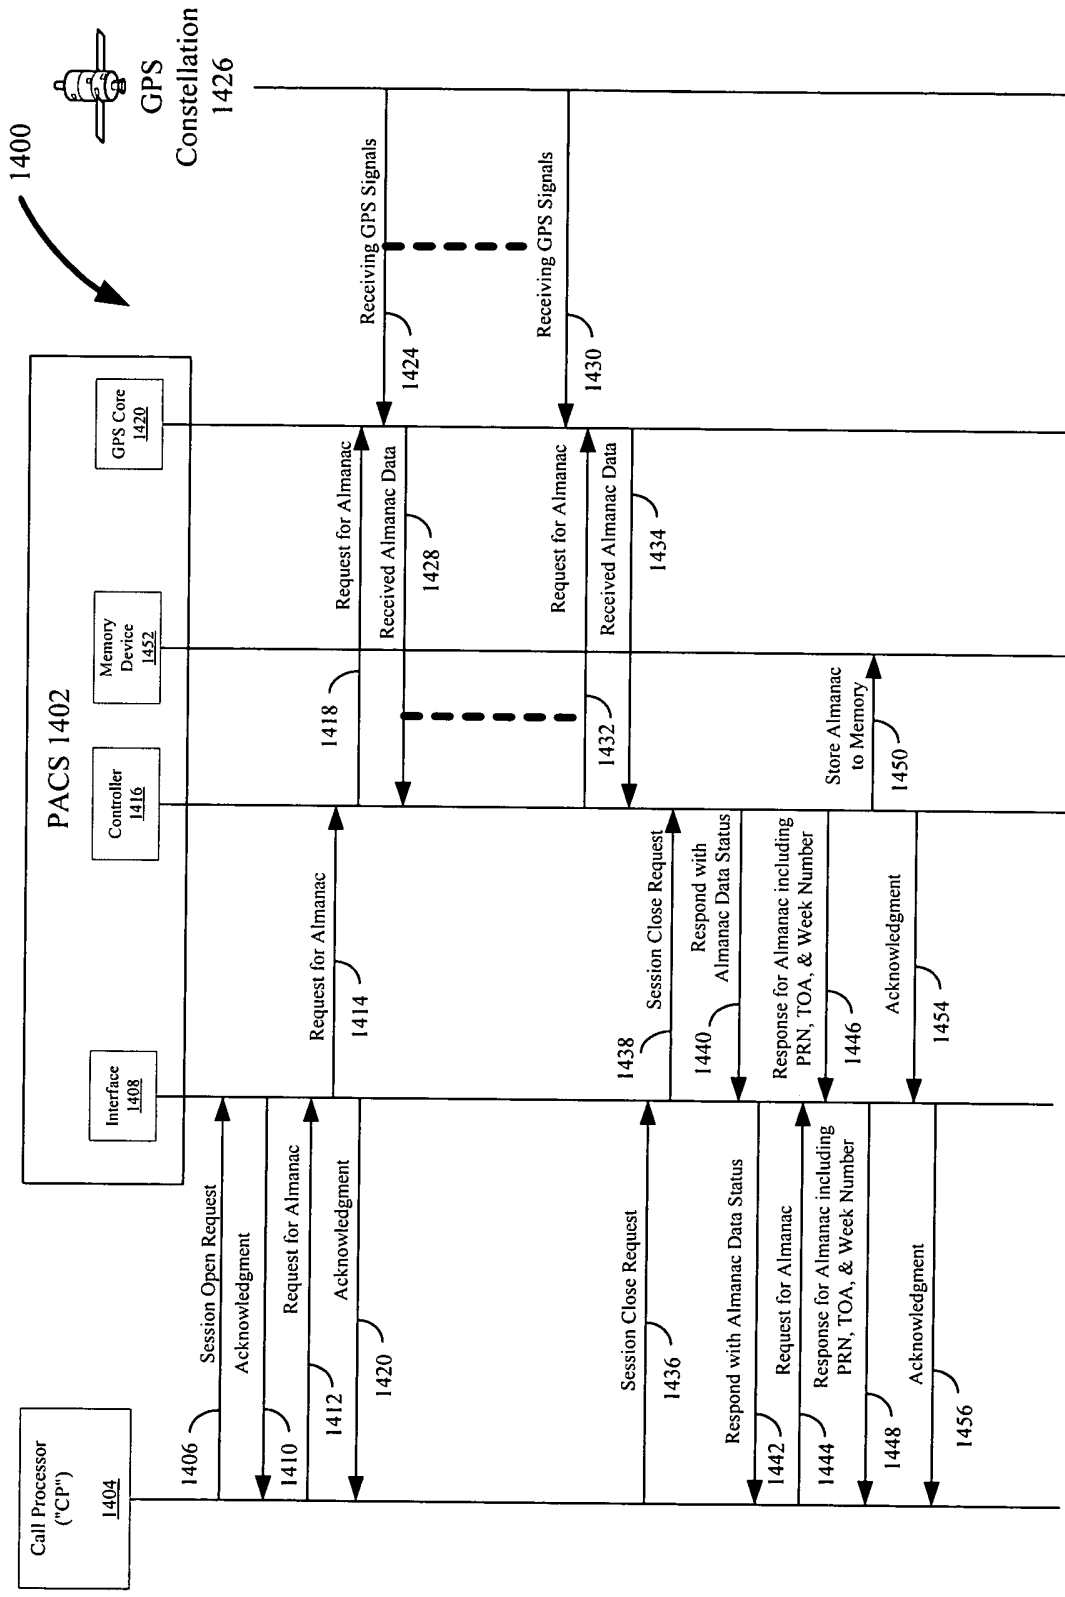 1400
GPS
Constellation
1426
PACS 1402
Call Processor
("CP")
1404
Interface
1408
Controller
1416
Memory
Device
1452
GPS Core
1420
Session Open Request
1406
Acknowledgment
1410
Request for Almanac
1412
Request for Almanac
1414
Acknowledgment
1420
Request for Almanac
1418
Receiving GPS Signals
1424
Received Almanac Data
1428
Receiving GPS Signals
1430
Request for Almanac
1432
Received Almanac Data
1434
Session Close Request
1436
Session Close Request
1438
Respond with
Almanac Data Status
1440
Respond with Almanac Data Status
1442
Request for Almanac
1444
Response for Almanac including
PRN, TOA, & Week Number
1446
Response for Almanac including
PRN, TOA, & Week Number
1448
Store Almanac
to Memory
1450
Acknowledgment
1454
Acknowledgment
1456